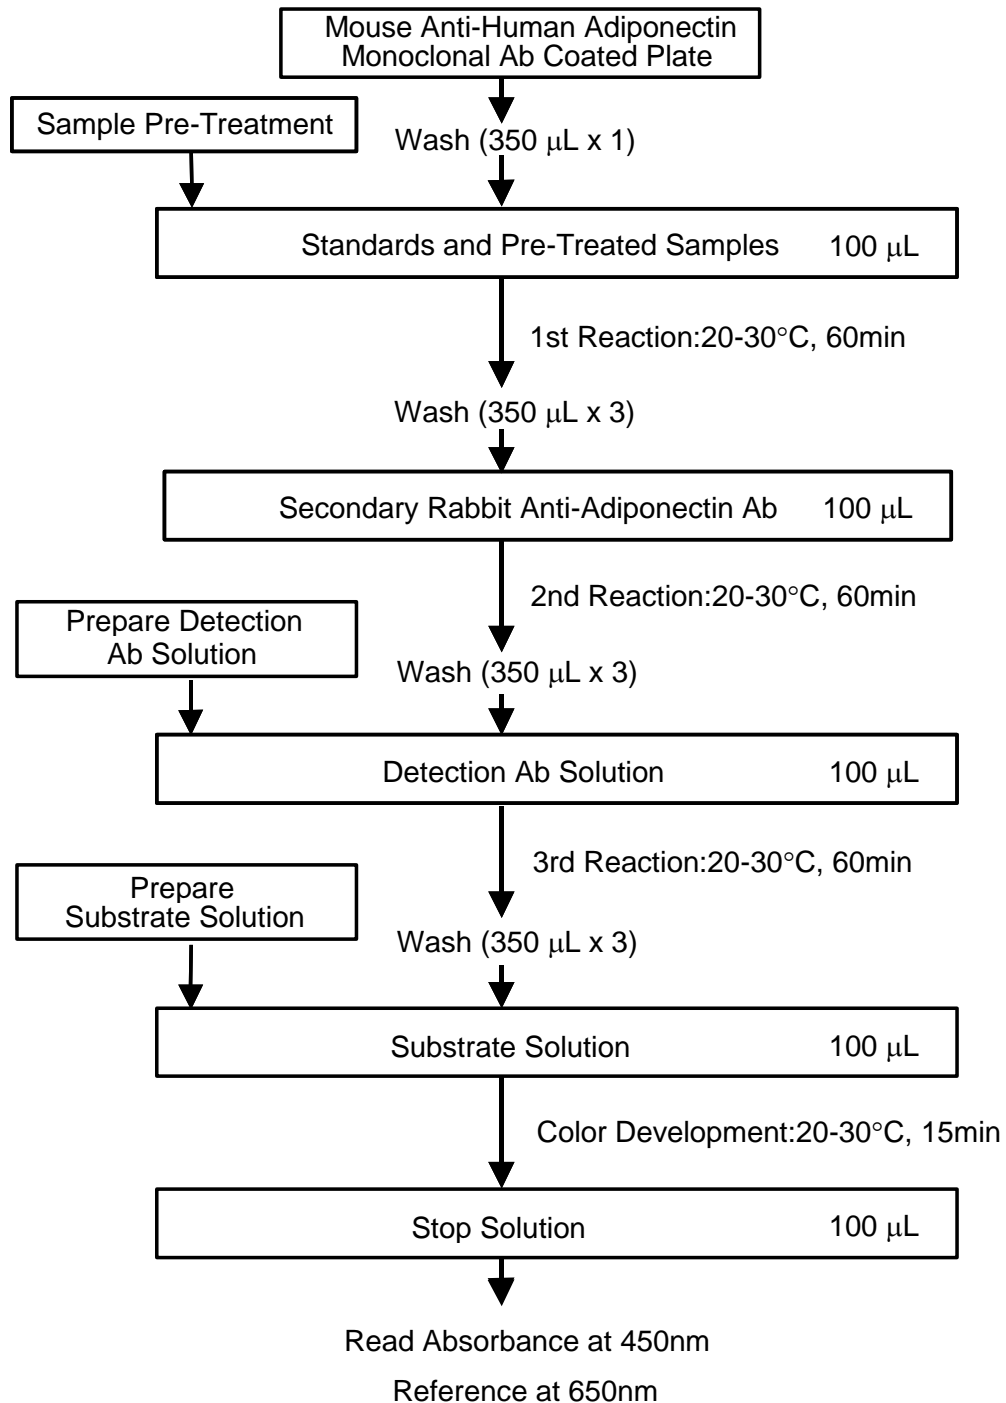 Mouse Anti-Human Adiponectin
Monoclonal Ab Coated Plate
Sample Pre-Treatment
Wash (350 μL x 1)
Standards and Pre-Treated Samples 100 μL
1st Reaction:20-30°C, 60min
Wash (350 μL x 3)
Secondary Rabbit Anti-Adiponectin Ab 100 μL
2nd Reaction:20-30°C, 60min
Prepare Detection
Ab Solution
Wash (350 μL x 3)
Detection Ab Solution 100 μL
3rd Reaction:20-30°C, 60min
Prepare
Substrate Solution
Wash (350 μL x 3)
Substrate Solution 100 μL
Color Development:20-30°C, 15min
Stop Solution 100 μL
Read Absorbance at 450nm
Reference at 650nm